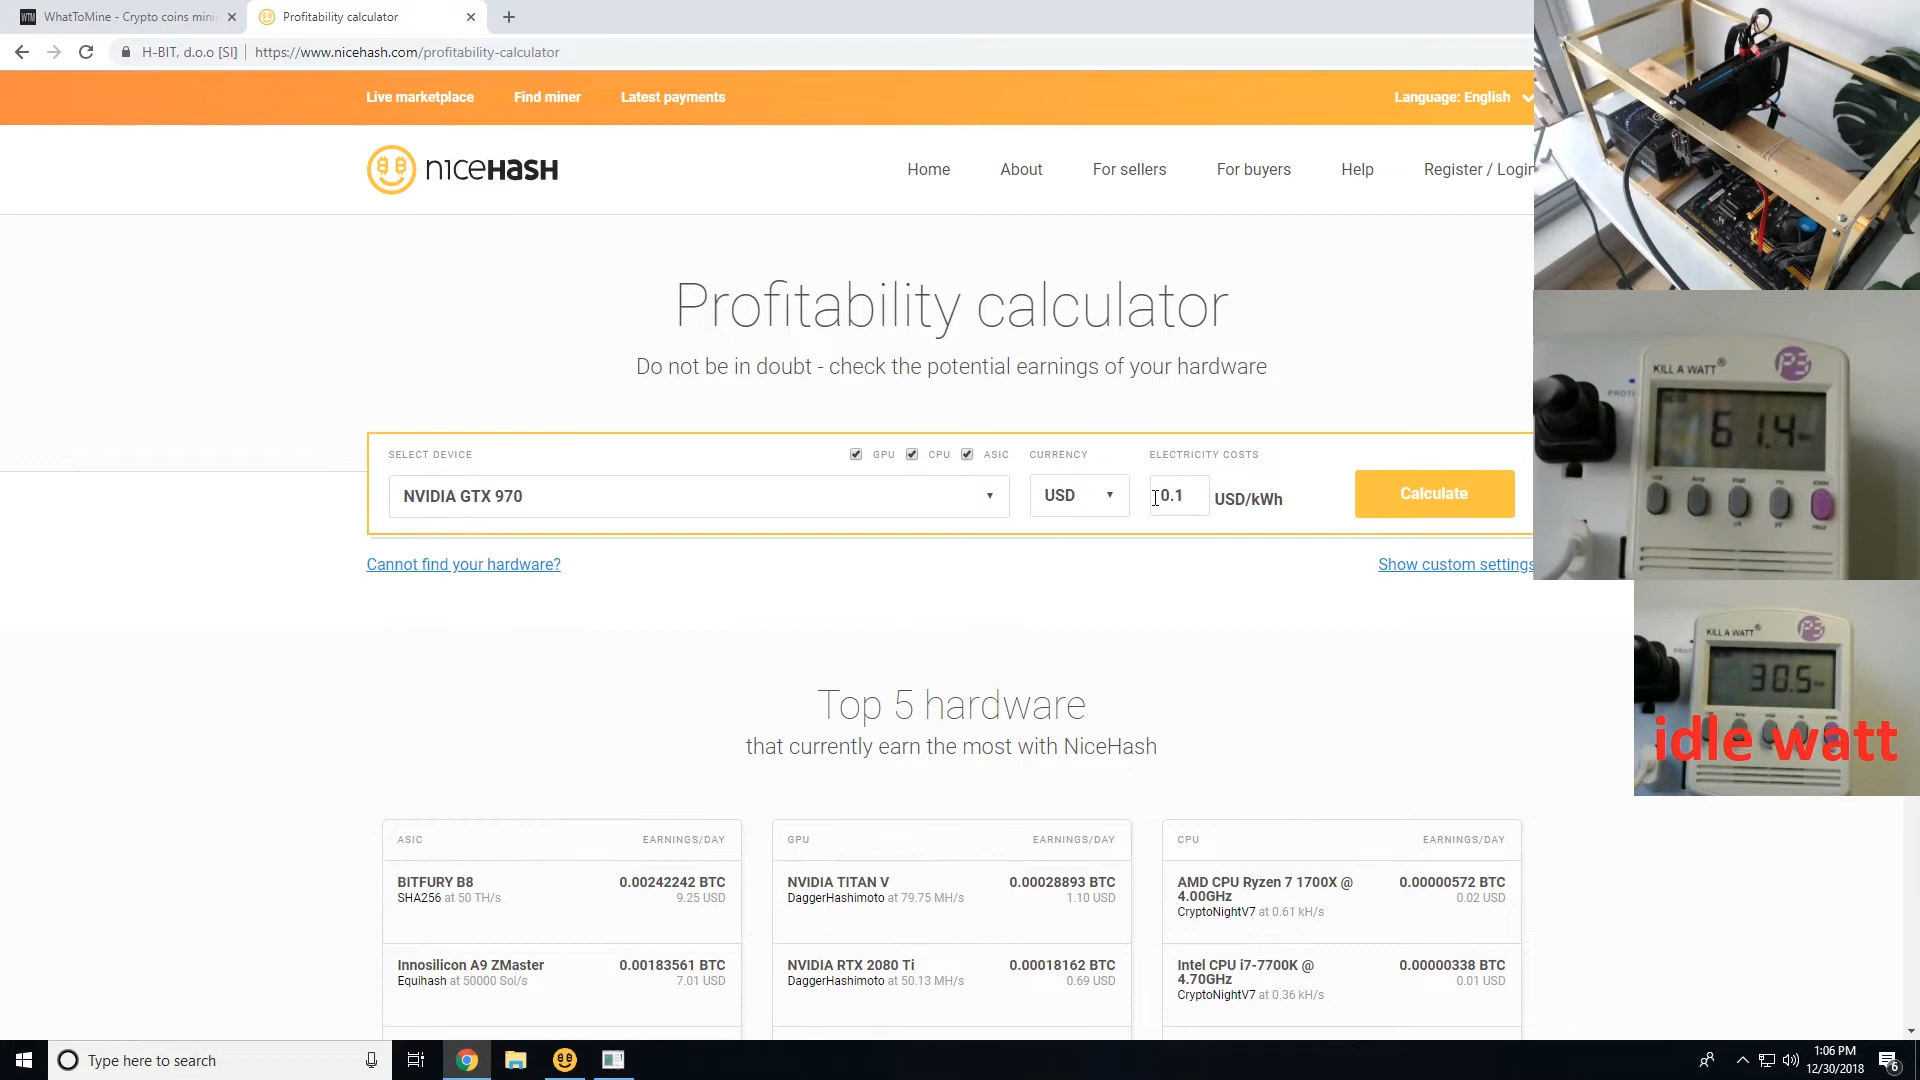 WhatToMine - Crypto coins mini
Profitability calculator
H-BIT, d.o.o [SI]
https://www.nicehash.com/profitability-calculator
Live marketplace
Find miner
Latest payments
Language: English
nicehash
Home
About
For sellers
For buyers
Help
Register / Login
Profitability calculator
Do not be in doubt - check the potential earnings of your hardware
SELECT DEVICE
GPU
CPU
ASIC
CURRENCY
ELECTRICITY COSTS
NVIDIA GTX 970
USD
0.1
USD/kWh
Calculate
Cannot find your hardware?
Show custom settings
Top 5 hardware
that currently earn the most with NiceHash
ASIC EARNINGS/DAY
BITFURY B8 0.00242242 BTC
SHA256 at 50 TH/s 9.25 USD
Innosilicon A9 ZMaster 0.00183561 BTC
Equihash at 50000 Sol/s 7.01 USD
GPU EARNINGS/DAY
NVIDIA TITAN V 0.00028893 BTC
DaggerHashimoto at 79.75 MH/s 1.10 USD
NVIDIA RTX 2080 Ti 0.00018162 BTC
DaggerHashimoto at 50.13 MH/s 0.69 USD
CPU EARNINGS/DAY
AMD CPU Ryzen 7 1700X @ 0.00000572 BTC
4.00GHz 0.02 USD
CryptoNightV7 at 0.61 kH/s
Intel CPU i7-7700K @ 0.00000338 BTC
4.70GHz 0.01 USD
CryptoNightV7 at 0.36 kH/s
KILL A WATT® P3
61.4
KILL A WATT® P3
30.5
idle watt
Type here to search
1:06 PM
12/30/2018
6